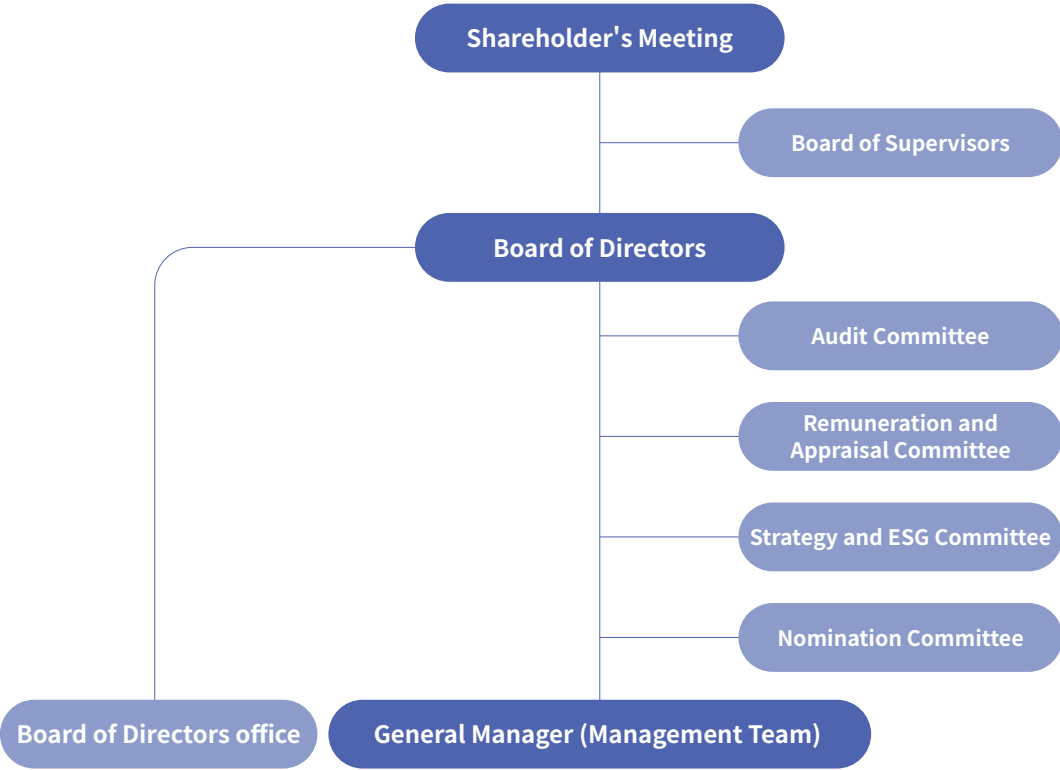 Shareholder's Meeting
Board of Supervisors
Board of Directors
Audit Committee
Remuneration and
Appraisal Committee
Strategy and ESG Committee
Nomination Committee
Board of Directors office
General Manager (Management Team)